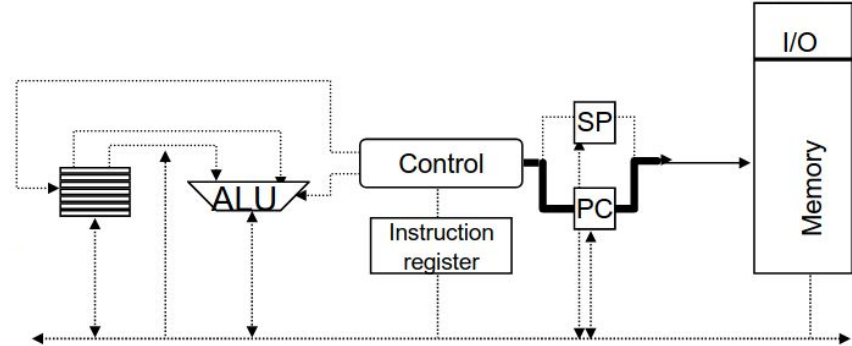 I/O
SP
Control
ALU
PC
Memory
Instruction
register